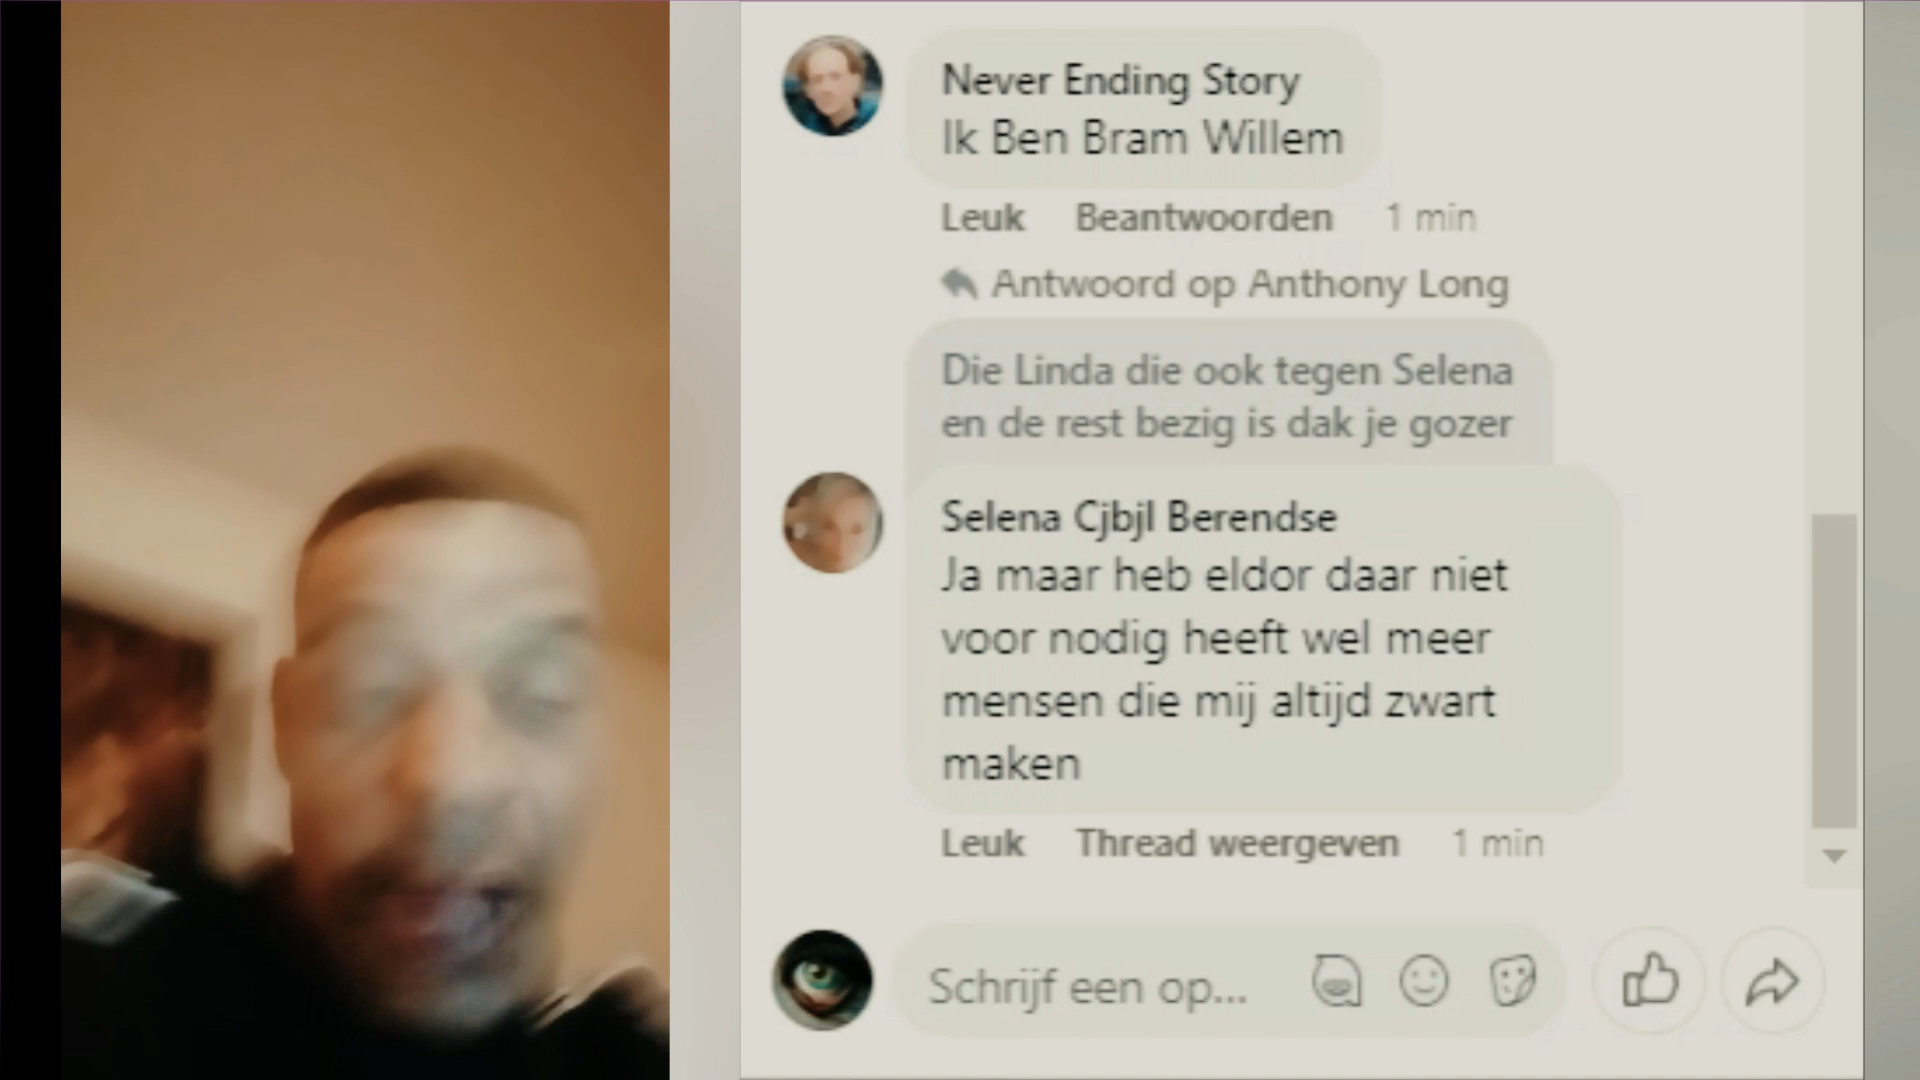 Never Ending Story
Ik Ben Bram Willem
Leuk Beantwoorden 1 min
Antwoord op Anthony Long
Die Linda die ook tegen Selena
en de rest bezig is dak je gozer
Selena Cjbjl Berendse
Ja maar heb eldor daar niet
voor nodig heeft wel meer
mensen die mij altijd zwart
maken
Leuk Thread weergeven 1 min
Schrijf een op...